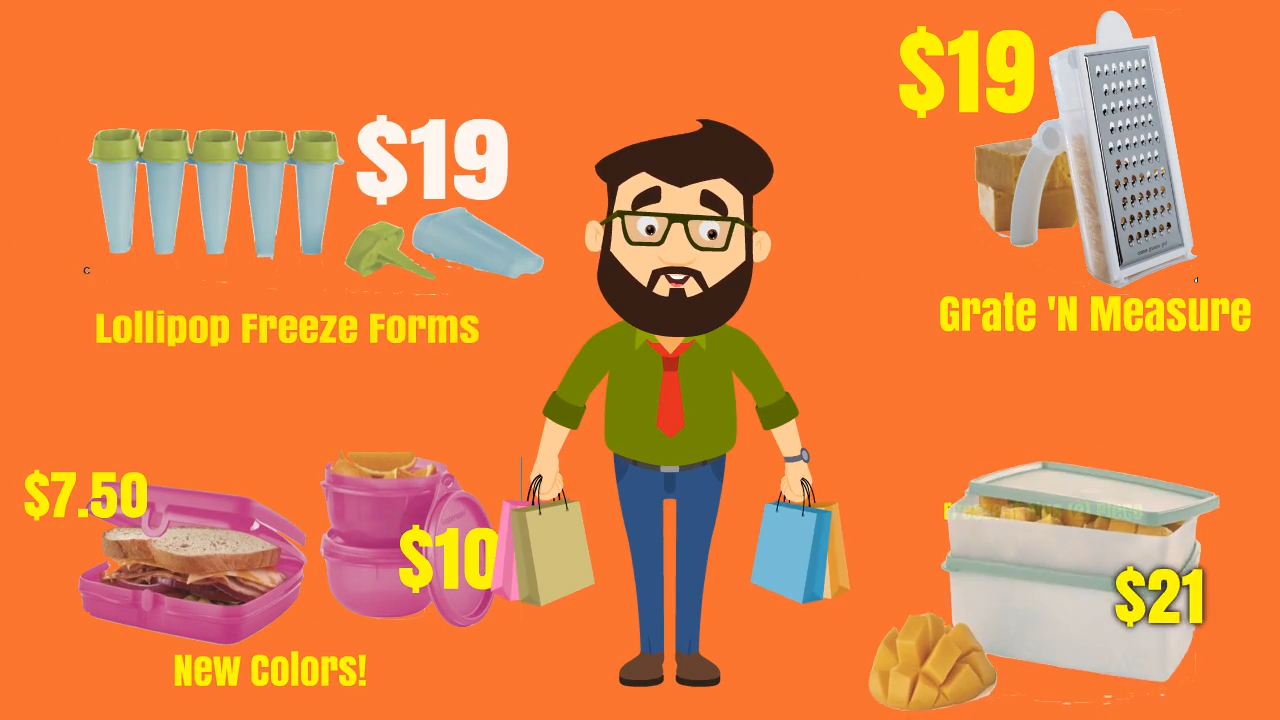 $19
$19
c
d
Lollipop Freeze Forms
Grate 'N Measure
$7.50
$10
$21
New Colors!